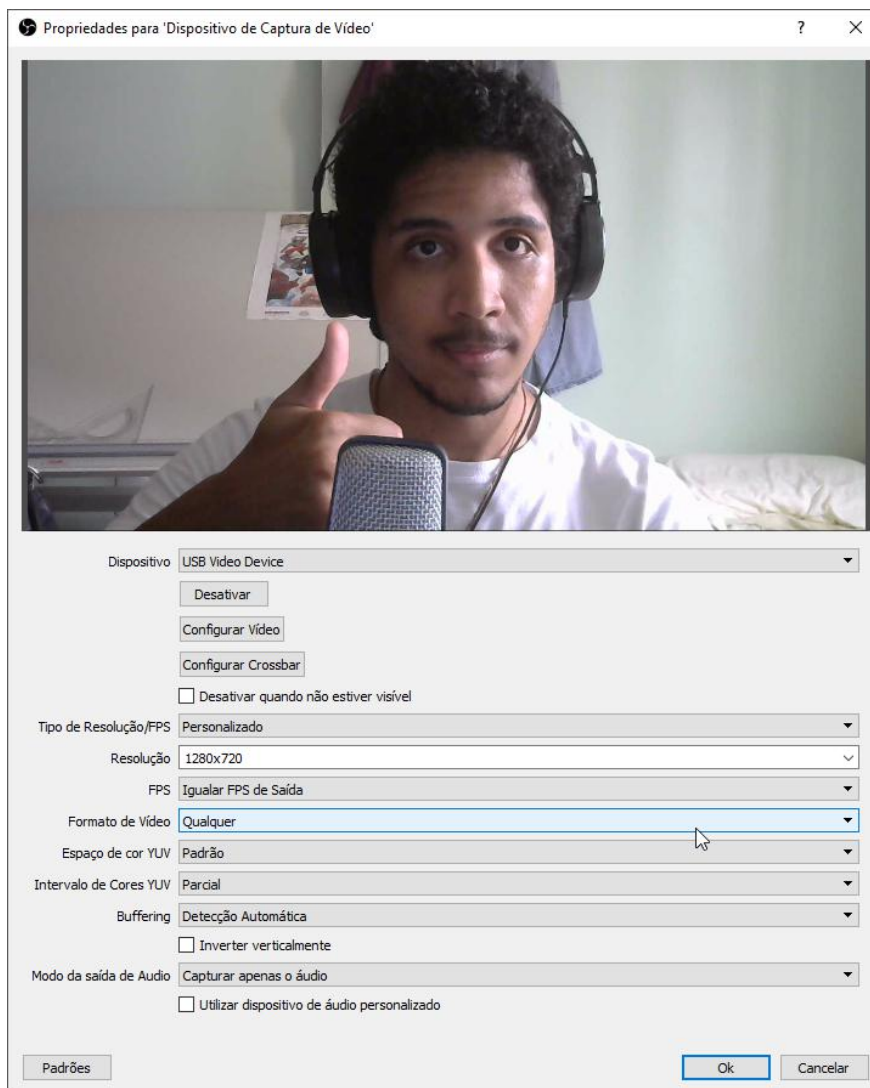 Propriedades para 'Dispositivo de Captura de Vídeo'
?
Dispositivo USB Video Device
Desativar
Configurar Vídeo
Configurar Crossbar
Desativar quando não estiver visível
Tipo de Resolução/FPS Personalizado
Resolução 1280x720
FPS Igualar FPS de Saída
Formato de Vídeo Qualquer
Espaço de cor YUV Padrão
Intervalo de Cores YUV Parcial
Buffering Detecção Automática
Inverter verticalmente
Modo da saída de Audio Capturar apenas o áudio
Utilizar dispositivo de áudio personalizado
Padrões Ok Cancelar